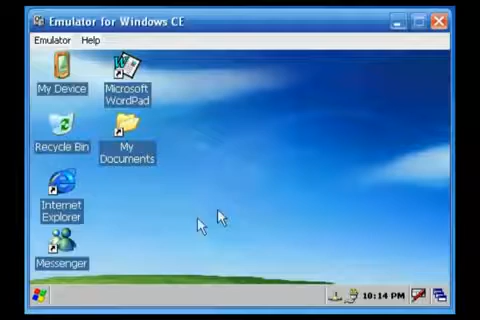 Emulator for Windows CE
Emulator Help
My Device
Microsoft
WordPad
Recycle Bin
My
Documents
Internet
Explorer
Messenger
10:14 PM